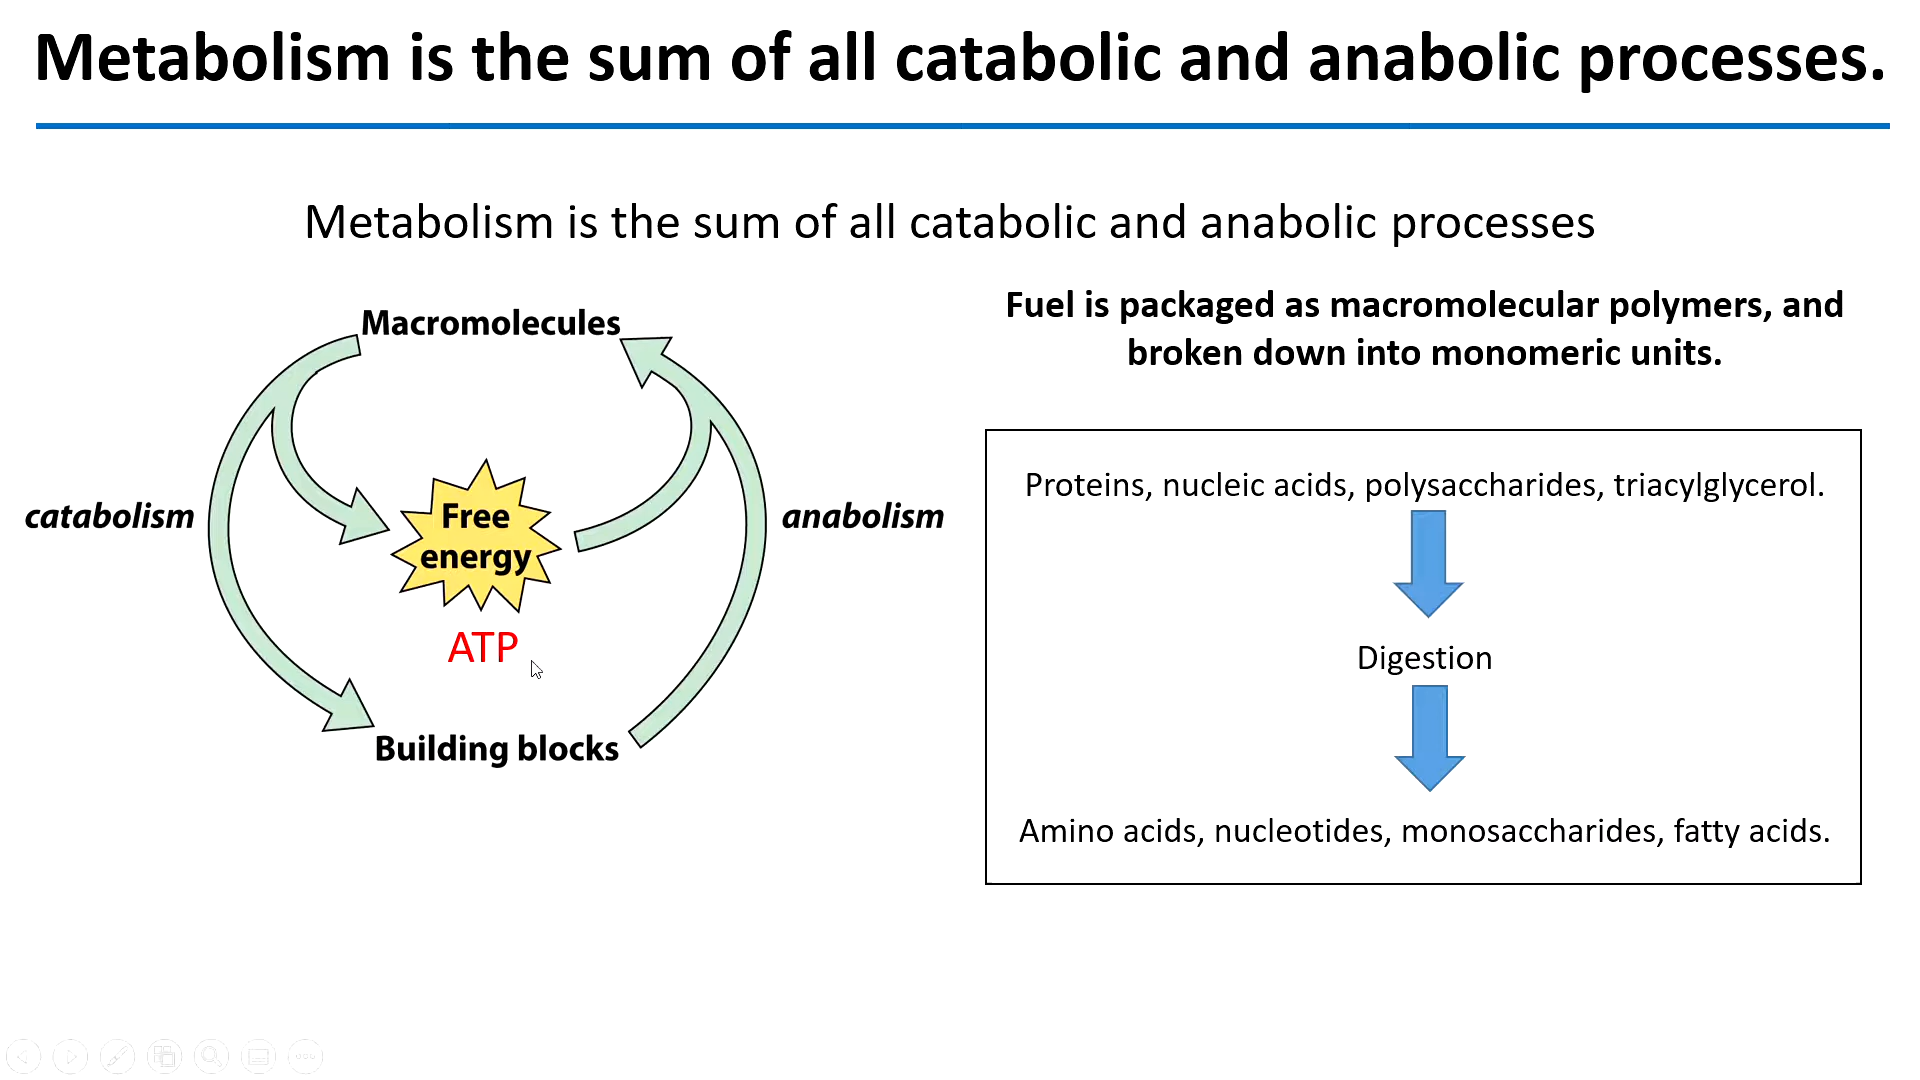 Metabolism is the sum of all catabolic and anabolic processes.
Metabolism is the sum of all catabolic and anabolic processes
Macromolecules
catabolism
Free
energy
ATP
anabolism
Building blocks
Fuel is packaged as macromolecular polymers, and
broken down into monomeric units.
Proteins, nucleic acids, polysaccharides, triacylglycerol.
Digestion
Amino acids, nucleotides, monosaccharides, fatty acids.